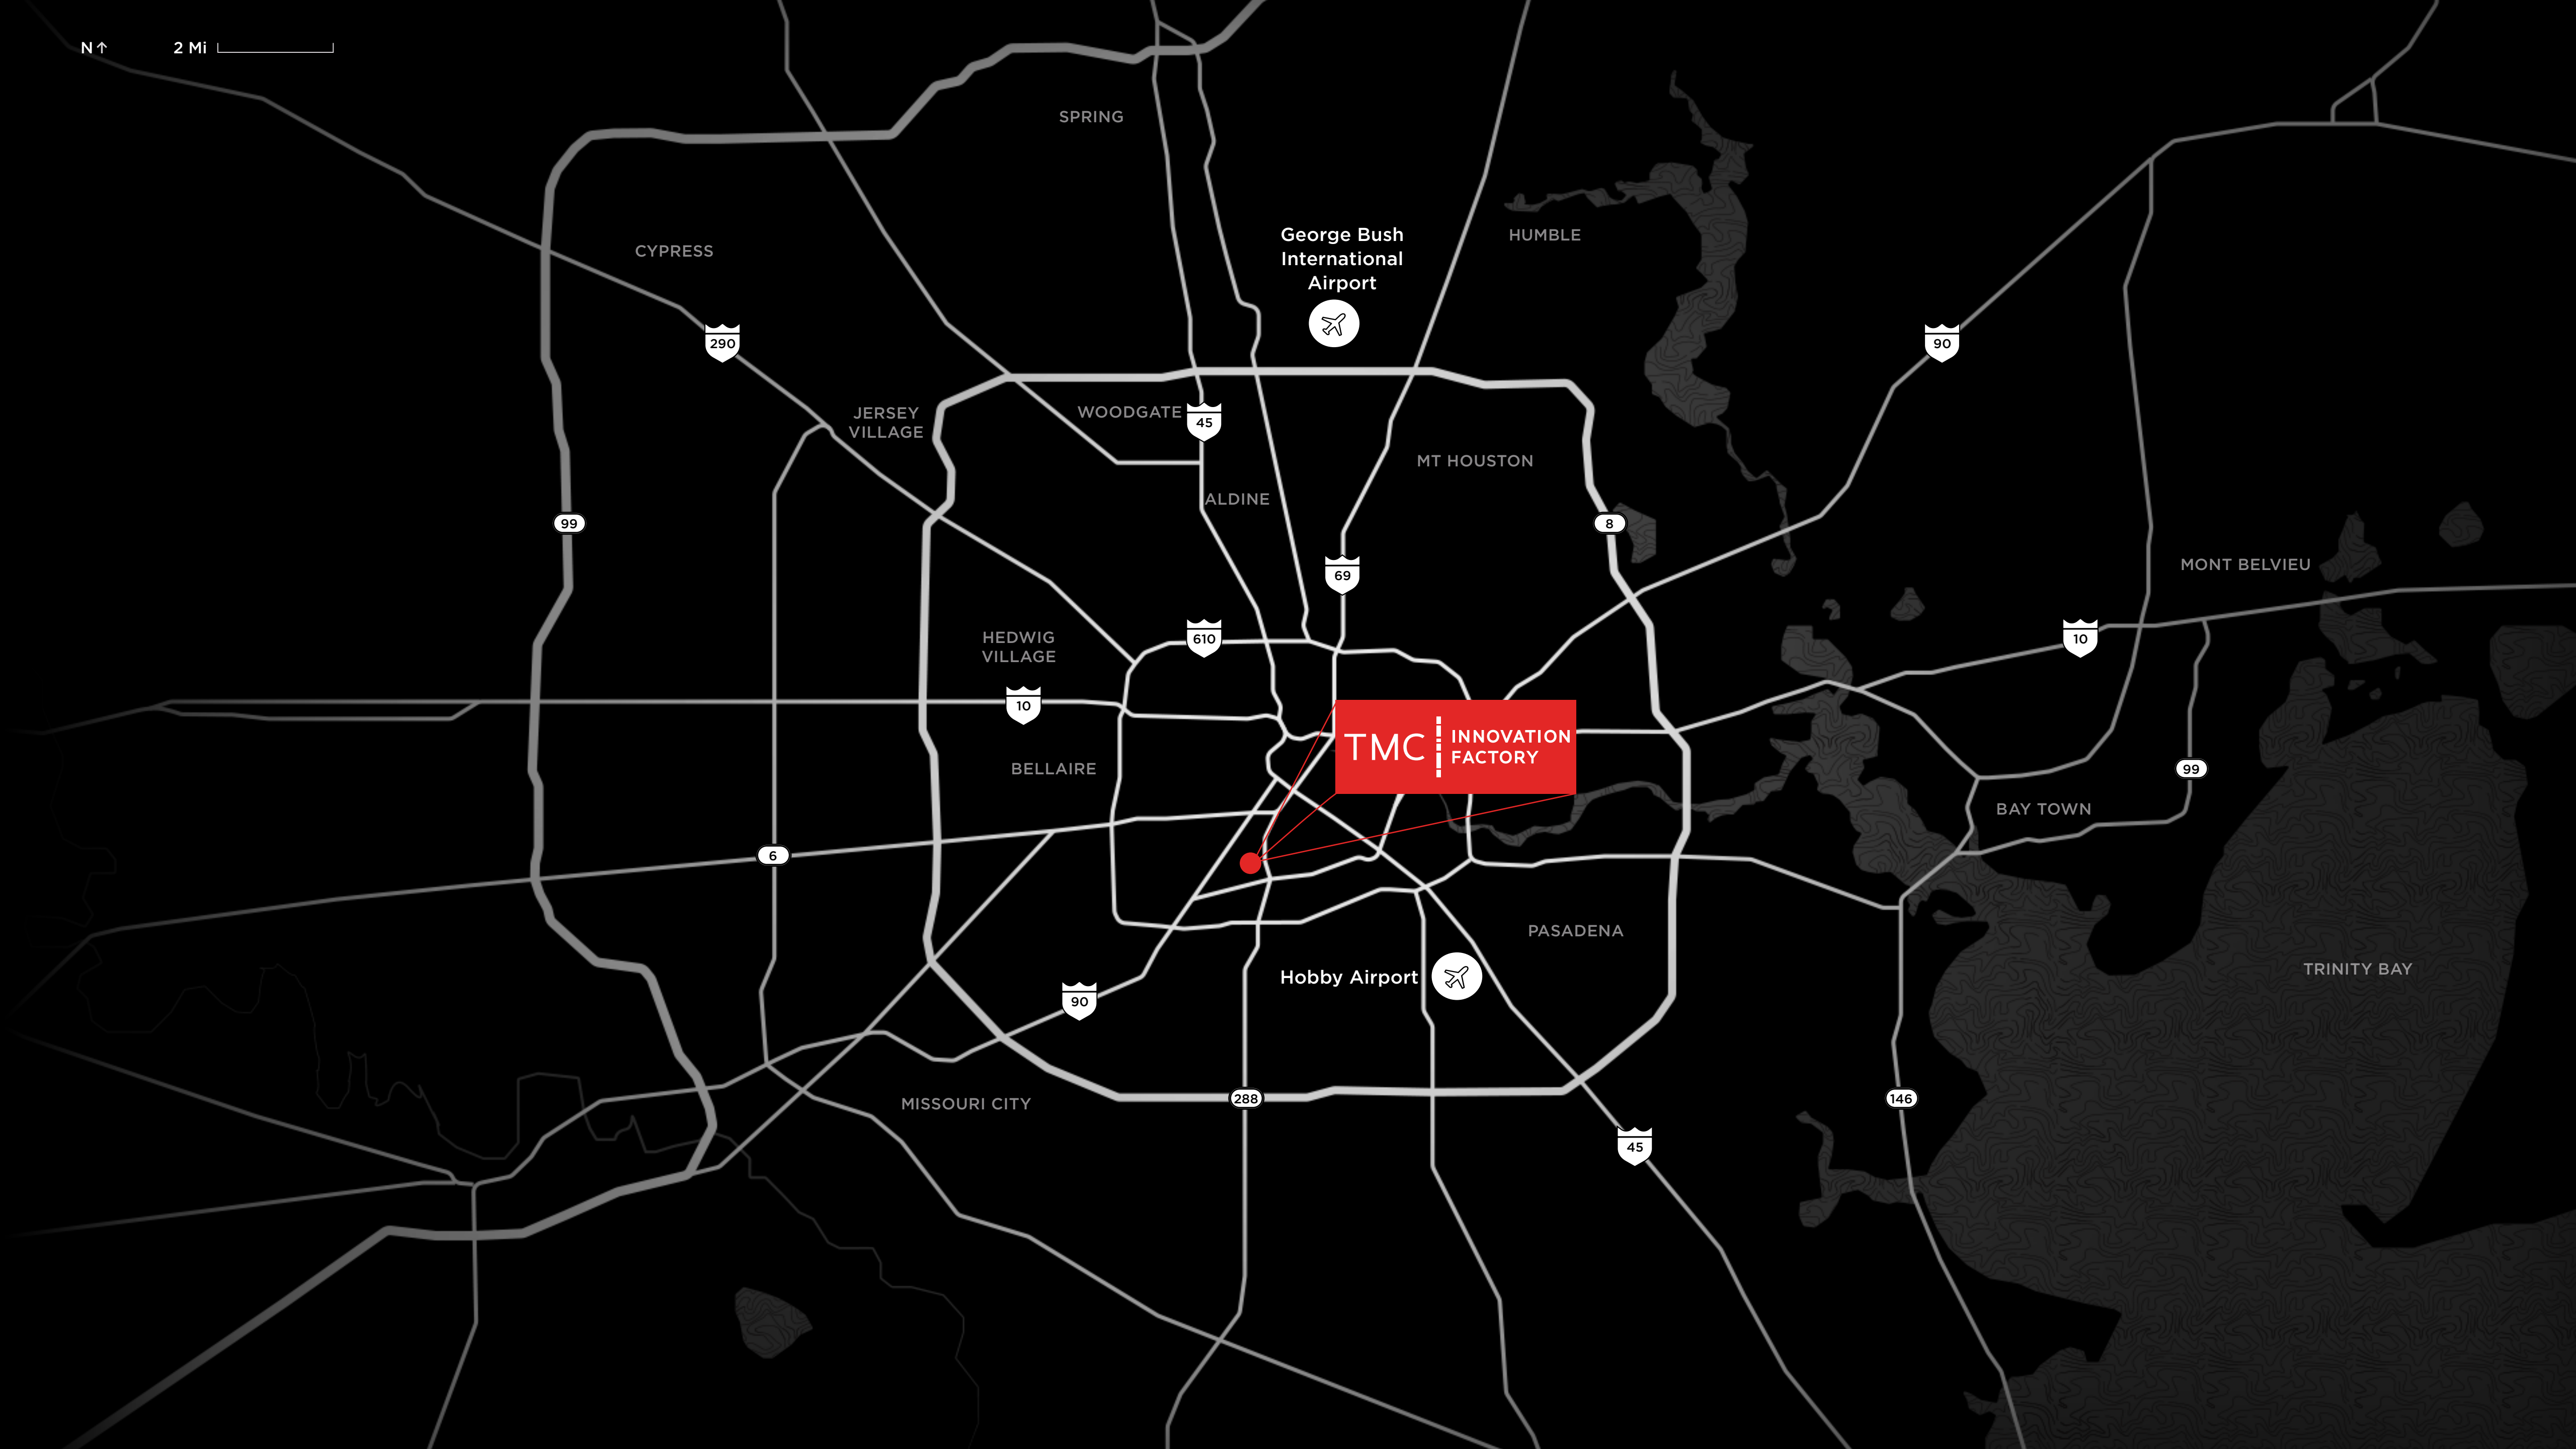 N↑
2 Mi
SPRING
George Bush
International
Airport
HUMBLE
CYPRESS
290
90
JERSEY
VILLAGE
WOODGATE
45
MT HOUSTON
ALDINE
99
8
69
MONT BELVIEU
HEDWIG
VILLAGE
610
10
10
TMC
INNOVATION
FACTORY
BELLAIRE
99
BAY TOWN
6
PASADENA
Hobby Airport
TRINITY BAY
90
MISSOURI CITY
288
146
45